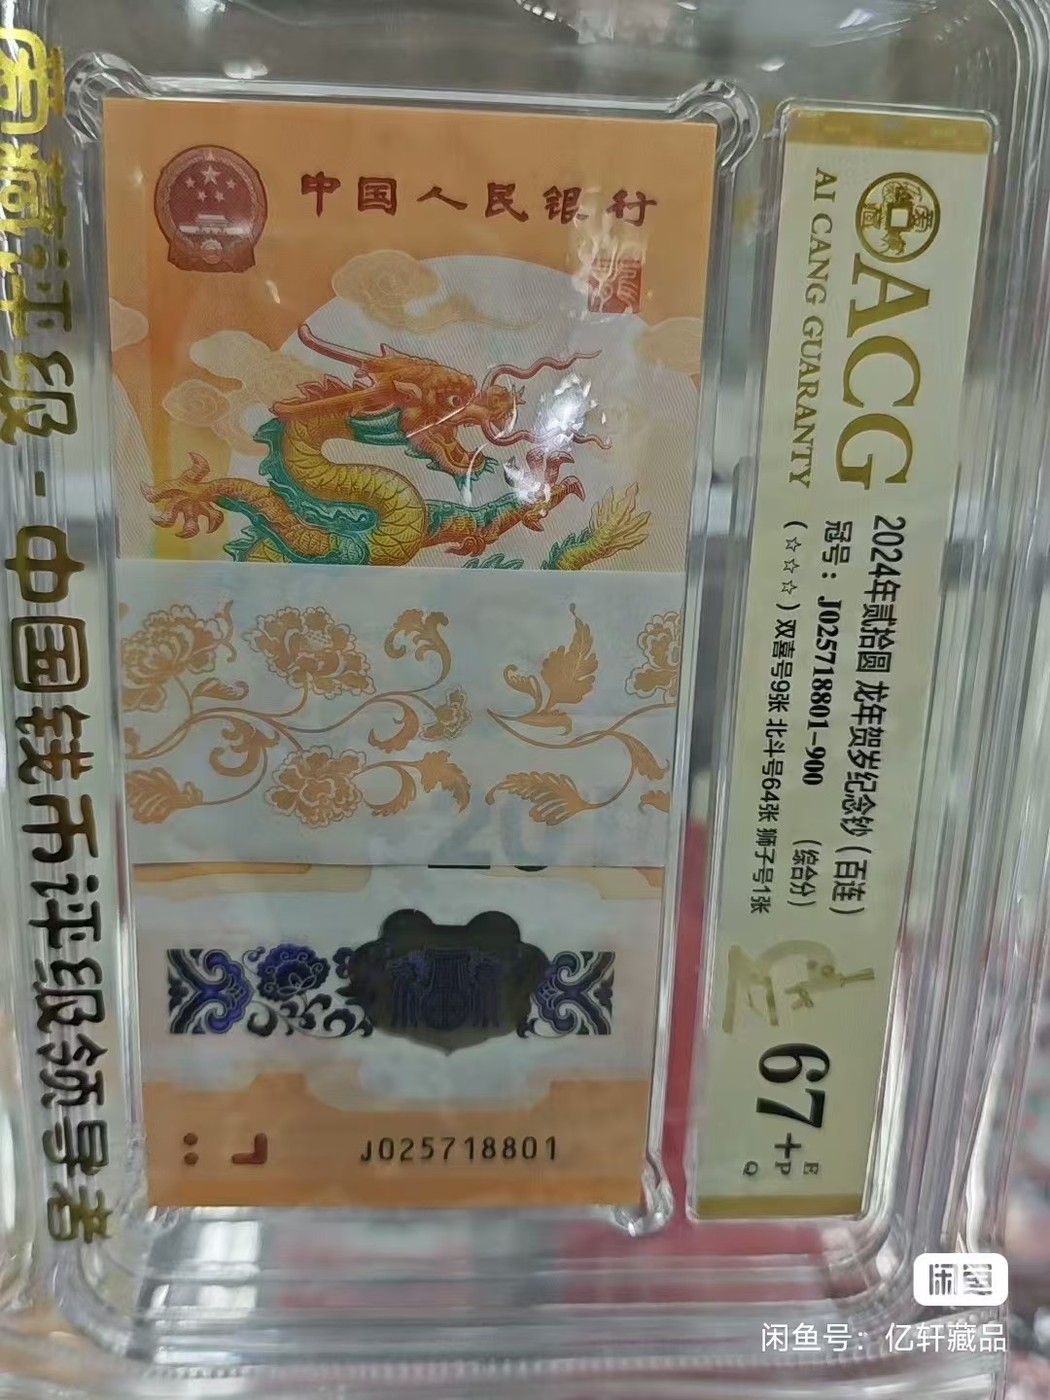 爱藏评级-中国钱币评级领导者
中国人民银行
龍
J025718801
ACG
AI CANG GUARANTY
2024年贰拾圆 龙年贺岁纪念钞（百连）
冠号：J025718801-900 （综合分）
（☆☆☆）双喜号9张 北斗号64张 狮子号1张
67+
E
P
Q
闲鱼
闲鱼号：亿轩藏品